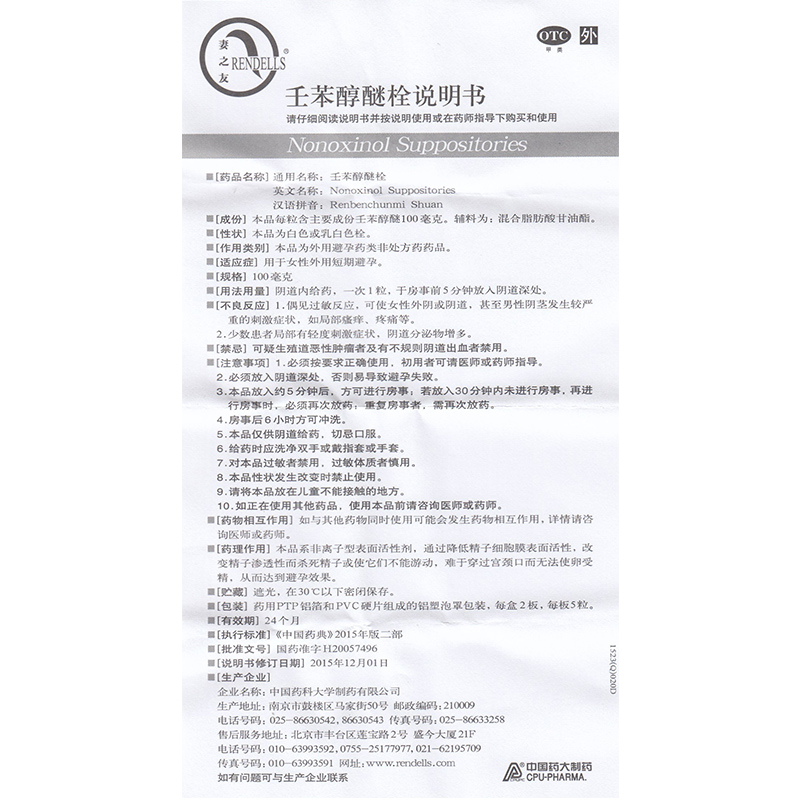 妻之友
RENDELLS®
OTC
甲类
外
壬苯醇醚栓说明书
请仔细阅读说明书并按说明使用或在药师指导下购买和使用
Nonoxinol Suppositories
[药品名称] 通用名称：壬苯醇醚栓
英文名称：Nonoxinol Suppositories
汉语拼音：Renbenchunmi Shuan
[成份] 本品每粒含主要成份壬苯醇醚100毫克。辅料为：混合脂肪酸甘油酯。
[性状] 本品为白色或乳白色栓。
[作用类别] 本品为外用避孕药类非处方药药品。
[适应症] 用于女性外用短期避孕。
[规格] 100毫克
[用法用量] 阴道内给药，一次1粒，于房事前5分钟放入阴道深处。
[不良反应] 1.偶见过敏反应，可使女性外阴或阴道，甚至男性阴茎发生较严
重的刺激症状，如局部瘙痒、疼痛等。
2.少数患者局部有轻度刺激症状，阴道分泌物增多。
[禁忌] 可疑生殖道恶性肿瘤者及有不规则阴道出血者禁用。
[注意事项] 1.必须按要求正确使用，初用者可请医师或药师指导。
2.必须放入阴道深处，否则易导致避孕失败。
3.本品放入约5分钟后，方可进行房事；若放入30分钟内未进行房事，再进
行房事时，必须再次放药；重复房事者，需再次放药。
4.房事后6小时方可冲洗。
5.本品仅供阴道给药，切忌口服。
6.给药时应洗净双手或戴指套或手套。
7.对本品过敏者禁用，过敏体质者慎用。
8.本品性状发生改变时禁止使用。
9.请将本品放在儿童不能接触的地方。
10.如正在使用其他药品，使用本品前请咨询医师或药师。
[药物相互作用] 如与其他药物同时使用可能会发生药物相互作用，详情请咨
询医师或药师。
[药理作用] 本品系非离子型表面活性剂，通过降低精子细胞膜表面活性，改
变精子渗透性而杀死精子或使它们不能游动，难于穿过宫颈口而无法使卵受
精，从而达到避孕效果。
[贮藏] 遮光，在30℃以下密闭保存。
[包装] 药用PTP铝箔和PVC硬片组成的铝塑泡罩包装，每盒2板，每板5粒。
[有效期] 24个月
[执行标准]《中国药典》2015年版二部
[批准文号] 国药准字H20057496
[说明书修订日期] 2015年12月01日
[生产企业]
企业名称：中国药科大学制药有限公司
生产地址：南京市鼓楼区马家街50号 邮政编码：210009
电话号码：025-86630542, 86630543 传真号码：025-86633258
售后服务地址：北京市丰台区莲宝路2号 盛今大厦21F
电话号码：010-63993592, 0755-25177977, 021-62195709
传真号码：010-63993591 网址：www.rendells.com
如有问题可与生产企业联系
中国药大制药
CPU-PHARMA.
1523(Q)020D